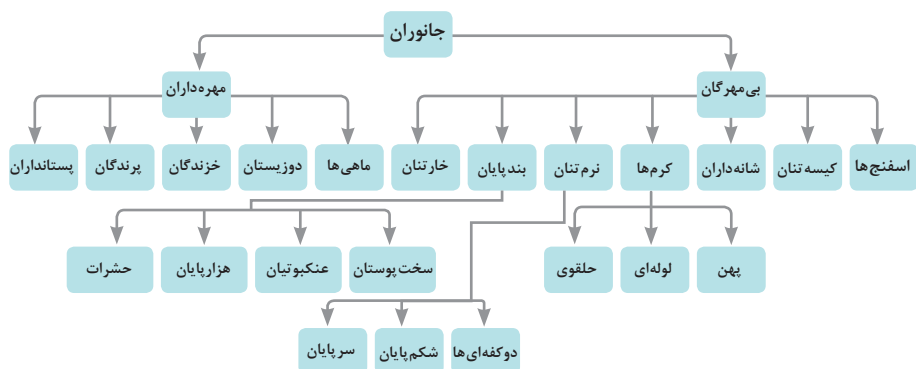 جانوران
بی‌مهرگان
مهره‌داران
اسفنج‌ها
کیسه‌تنان
شانه‌داران
کرم‌ها
نرم‌تنان
بندپایان
خارتنان
ماهی‌ها
دوزیستان
خزندگان
پرندگان
پستانداران
پهن
لوله‌ای
حلقوی
سخت‌پوستان
عنکبوتیان
هزارپایان
حشرات
دوکفه‌ای‌ها
شکم‌پایان
سرپایان